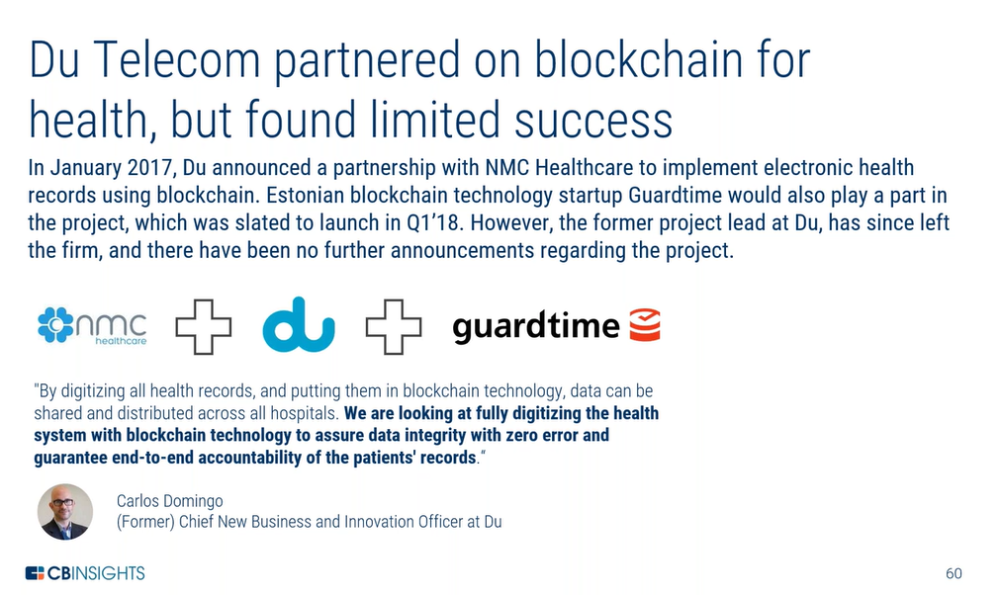 Du Telecom partnered on blockchain for
health, but found limited success
In January 2017, Du announced a partnership with NMC Healthcare to implement electronic health
records using blockchain. Estonian blockchain technology startup Guardtime would also play a part in
the project, which was slated to launch in Q1’18. However, the former project lead at Du, has since left
the firm, and there have been no further announcements regarding the project.
nmc
healthcare
du
guardtime
"By digitizing all health records, and putting them in blockchain technology, data can be
shared and distributed across all hospitals. We are looking at fully digitizing the health
system with blockchain technology to assure data integrity with zero error and
guarantee end-to-end accountability of the patients' records."
Carlos Domingo
(Former) Chief New Business and Innovation Officer at Du
CBINSIGHTS
60